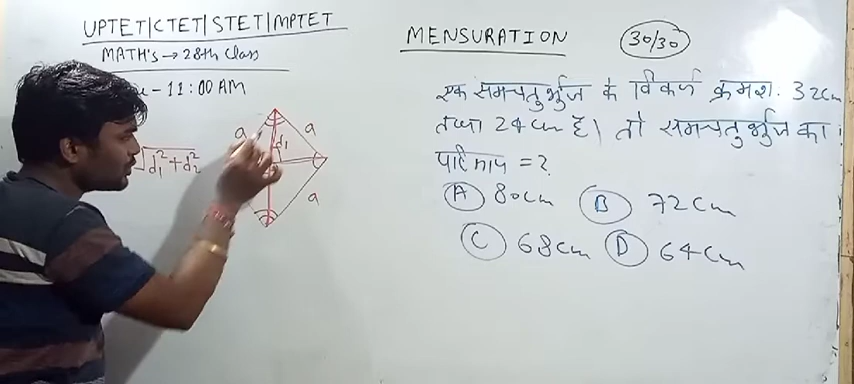 UPTET|CTET|STET|MPTET
MATH's → 28th Class
- 11:00 AM
√d₁²+d₂²
a
a
d₁
a
MENSURATION
30/30
एक समचतुर्भुज के विकर्ण क्रमश. 32cm
तथा 24cm है। तो समचतुर्भुज का
परिमाप = ?
(A) 80cm
(B) 72cm
(C) 68cm
(D) 64cm